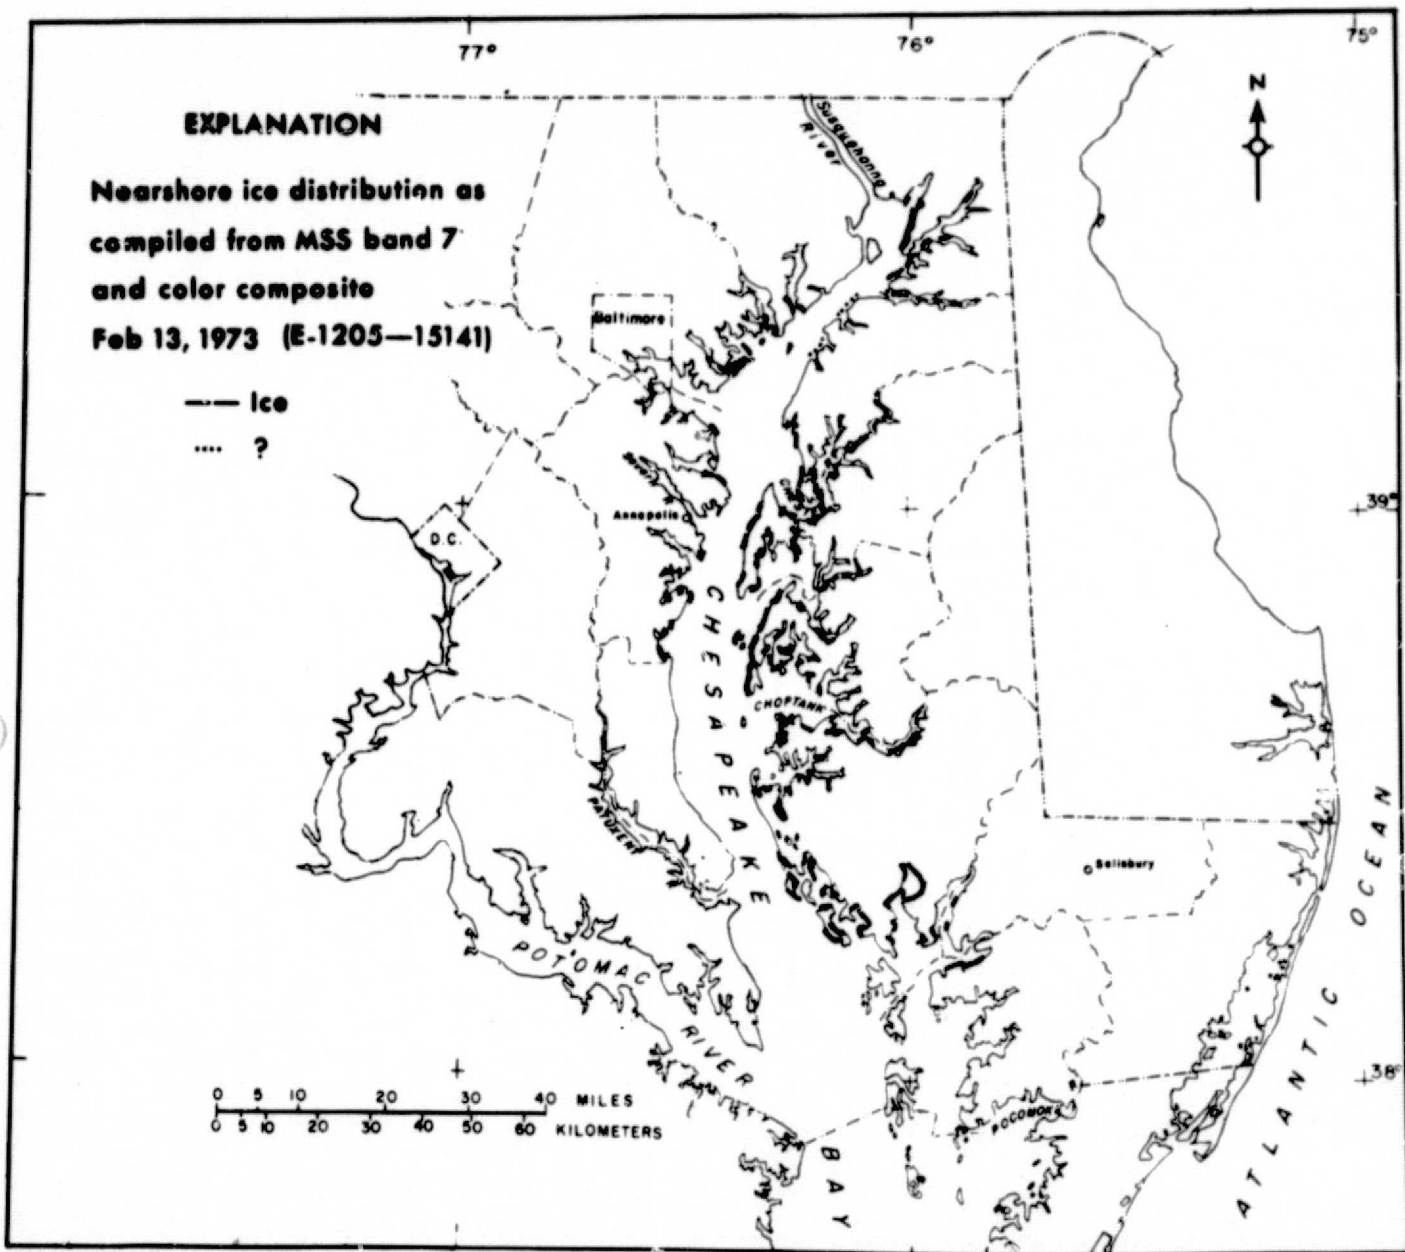 77°
76°
75°
N
EXPLANATION
Nearshore ice distribution as
compiled from MSS band 7
and color composite
Feb 13, 1973 (E-1205—15141)
Ice
?
Susquehanna
River
Baltimore
Severn
Annapolis
D.C.
39°
CHESAPEAKE
CHOPTANK
PATUXENT
Salisbury
POTOMAC
RIVER
38°
POCOMOKE
BAY
ATLANTIC OCEAN
0 5 10 20 30 40 MILES
0 5 10 20 30 40 50 60 KILOMETERS